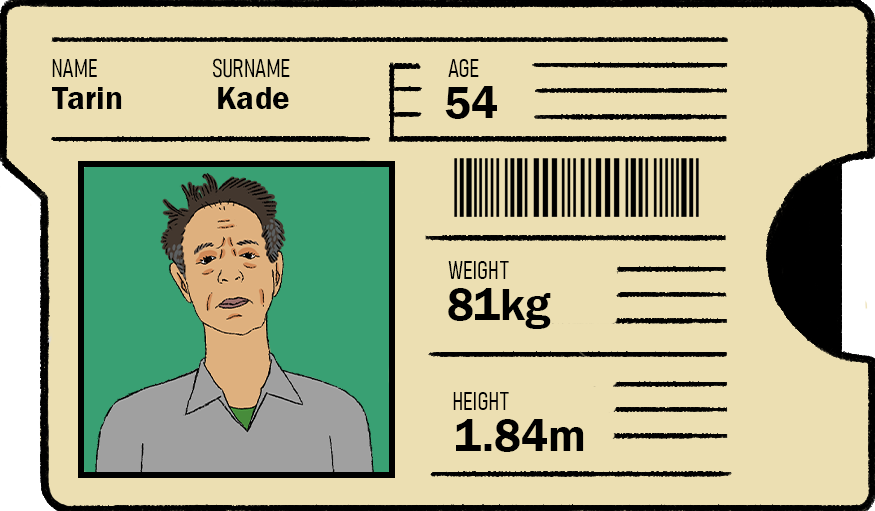 NAME
Tarin
SURNAME
Kade
AGE
54
WEIGHT
81kg
HEIGHT
1.84m